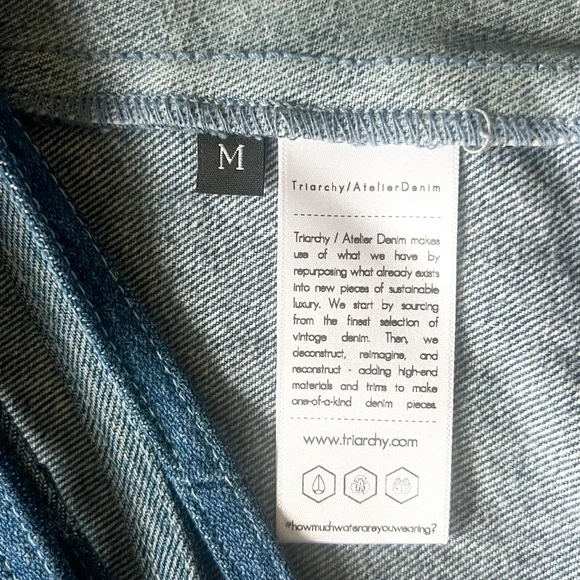 M
Triarchy/AtelierDenim
Triarchy / Atelier Denim makes
use of what we have by
repurposing what already exists
into new pieces of sustainable
luxury. We start by sourcing
from the finest selection of
vintage denim. Then, we
deconstruct, reimagine, and
reconstruct - adding high-end
materials and trims to make
one-of-a-kind denim pieces.
www.triarchy.com
#howmuchwaterareyouwearing?